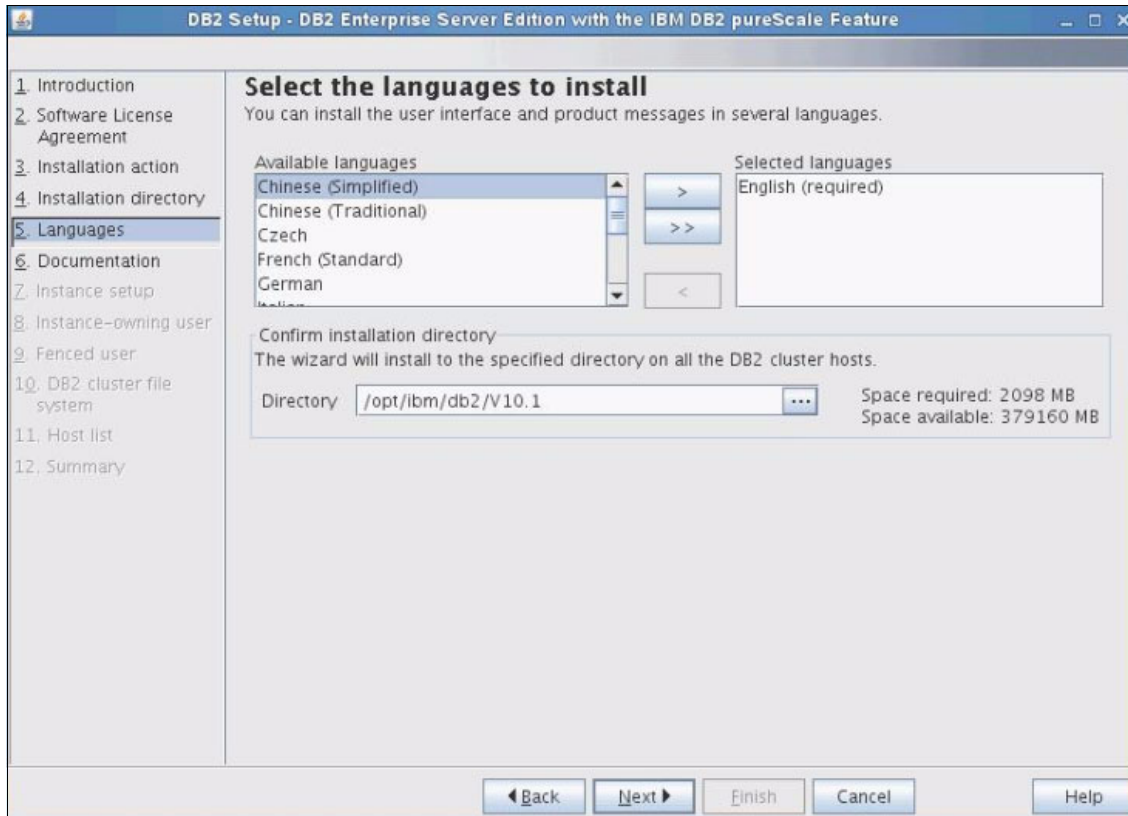 DB2 Setup - DB2 Enterprise Server Edition with the IBM DB2 pureScale Feature
1. Introduction
2. Software License
Agreement
3. Installation action
4. Installation directory
5. Languages
6. Documentation
7. Instance setup
8. Instance-owning user
9. Fenced user
10. DB2 cluster file
system
11. Host list
12. Summary
Select the languages to install
You can install the user interface and product messages in several languages.
Available languages
Chinese (Simplified)
Chinese (Traditional)
Czech
French (Standard)
German
>
>>
<
Selected languages
English (required)
Confirm installation directory
The wizard will install to the specified directory on all the DB2 cluster hosts.
Directory /opt/ibm/db2/V10.1 ...
Space required: 2098 MB
Space available: 379160 MB
Back Next Finish Cancel Help